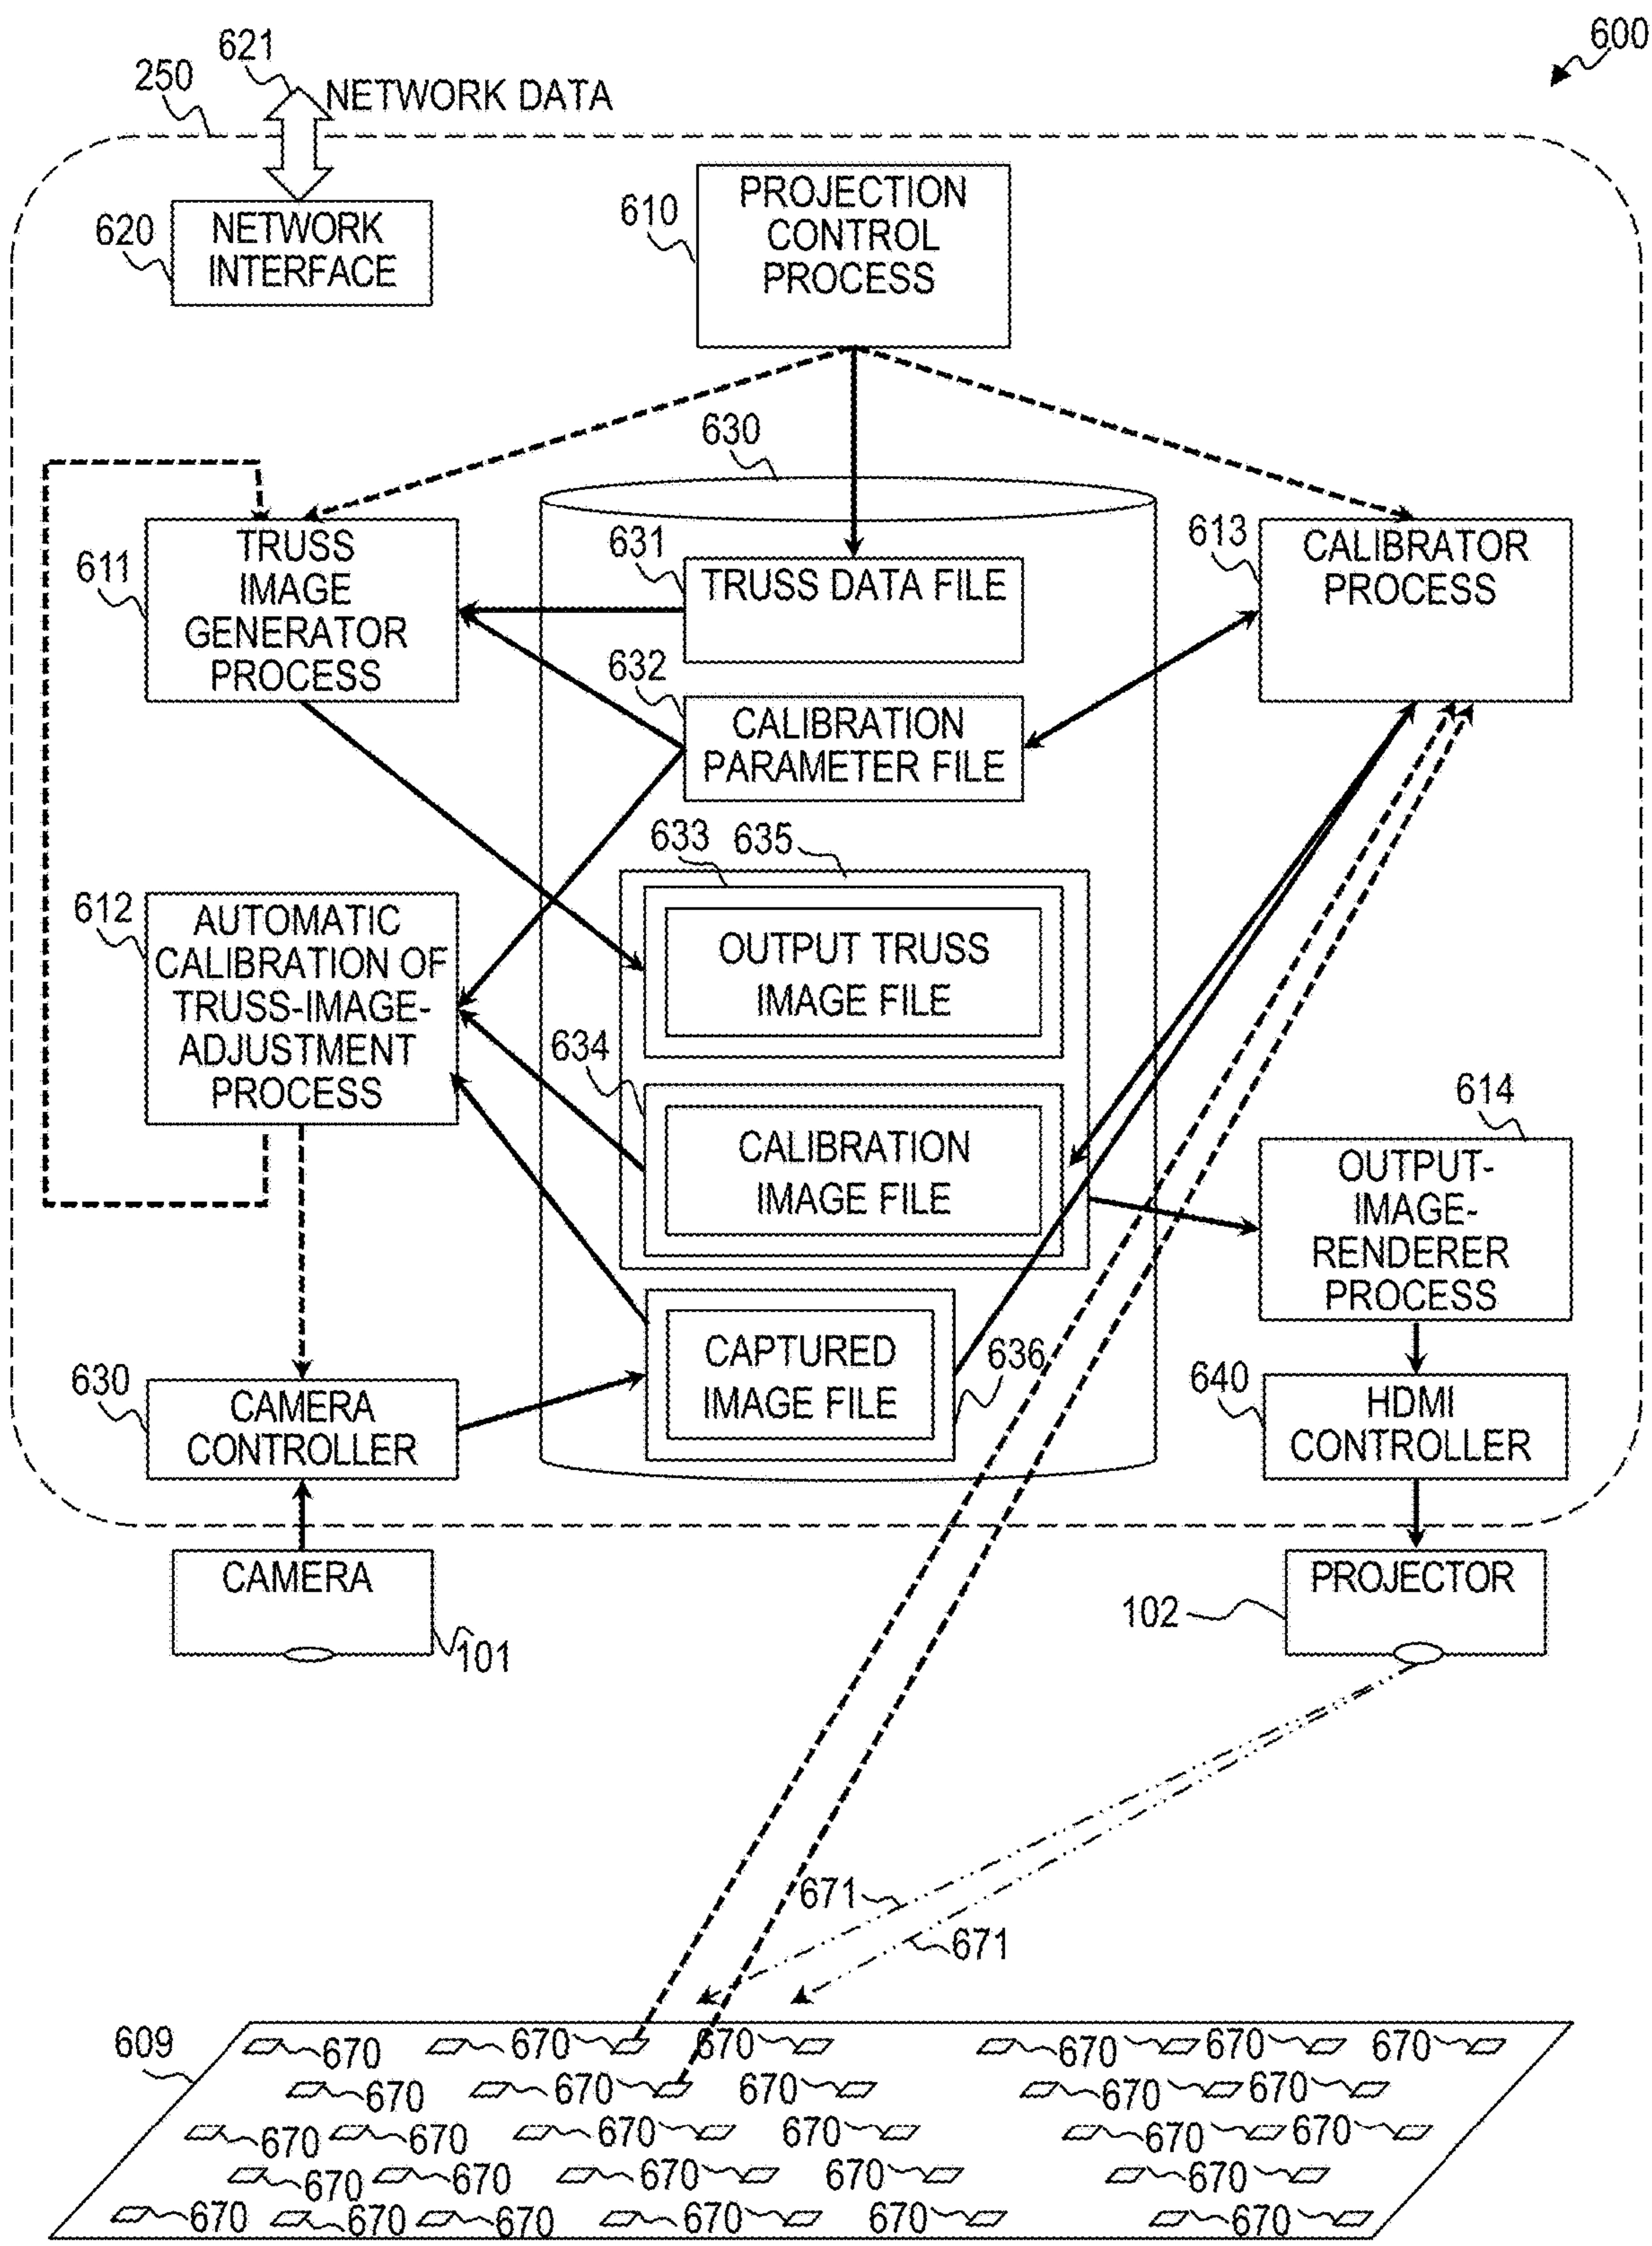 600
621
250
NETWORK DATA
620
NETWORK
INTERFACE
610
PROJECTION
CONTROL
PROCESS
630
611
TRUSS
IMAGE
GENERATOR
PROCESS
631
TRUSS DATA FILE
613
CALIBRATOR
PROCESS
632
CALIBRATION
PARAMETER FILE
633
635
612
AUTOMATIC
CALIBRATION OF
TRUSS-IMAGE-
ADJUSTMENT
PROCESS
OUTPUT TRUSS
IMAGE FILE
634
CALIBRATION
IMAGE FILE
614
OUTPUT-
IMAGE-
RENDERER
PROCESS
630
CAMERA
CONTROLLER
CAPTURED
IMAGE FILE
636
640
HDMI
CONTROLLER
CAMERA
101
PROJECTOR
102
671
671
609
670 670 670 670 670 670
670 670 670 670 670
670 670 670 670 670 670
670 670 670 670 670
670 670 670 670 670 670